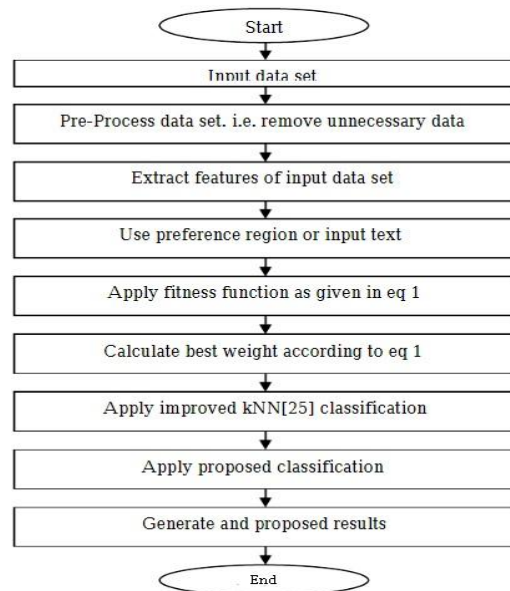 Start
Input data set
Pre-Process data set. i.e. remove unnecessary data
Extract features of input data set
Use preference region or input text
Apply fitness function as given in eq 1
Calculate best weight according to eq 1
Apply improved kNN[25] classification
Apply proposed classification
Generate and proposed results
End